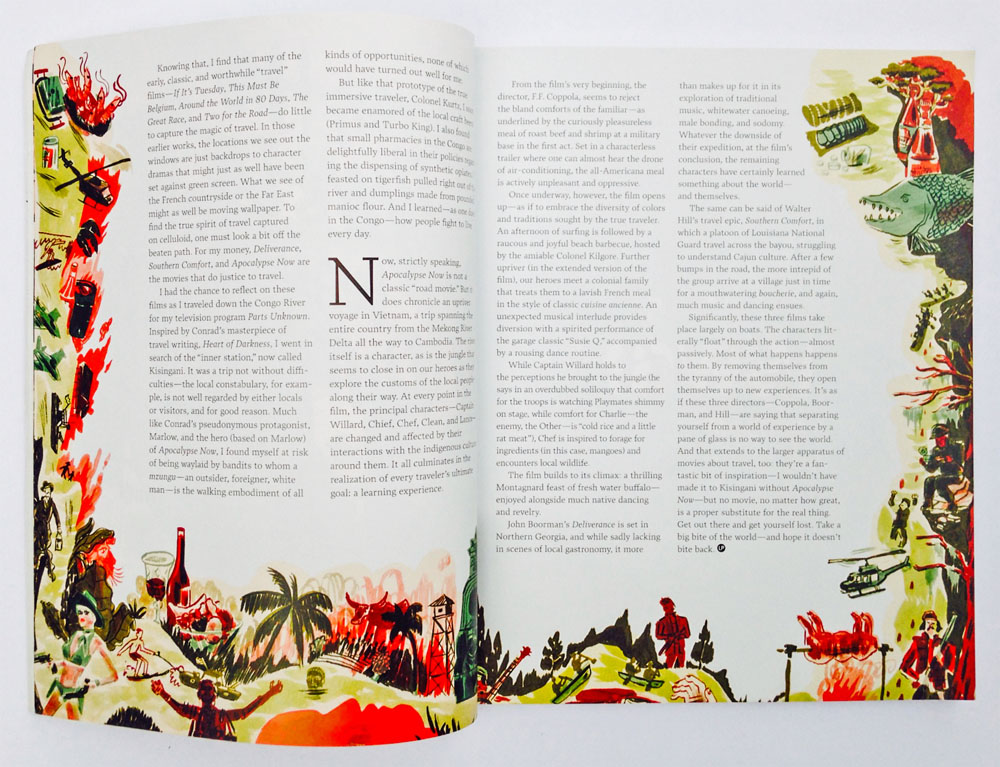 Knowing that, I find that many of the
early, classic, and worthwhile “travel”
films—If It’s Tuesday, This Must Be
Belgium, Around the World in 80 Days, The
Great Race, and Two for the Road—do little
to capture the magic of travel. In those
earlier works, the locations we see out the
windows are just backdrops to character
dramas that might just as well have been
set against green screen. What we see of
the French countryside or the Far East
might as well be moving wallpaper. To
find the true spirit of travel captured
on celluloid, one must look a bit off the
beaten path. For my money, Deliverance,
Southern Comfort, and Apocalypse Now are
the movies that do justice to travel.
I had the chance to reflect on these
films as I traveled down the Congo River
for my television program Parts Unknown.
Inspired by Conrad’s masterpiece of
travel writing, Heart of Darkness, I went in
search of the “inner station,” now called
Kisingani. It was a trip not without diffi-
culties—the local constabulary, for exam-
ple, is not well regarded by either locals
or visitors, and for good reason. Much
like Conrad’s pseudonymous protagonist,
Marlow, and the hero (based on Marlow)
of Apocalypse Now, I found myself at risk
of being waylaid by bandits to whom a
mzungu—an outsider, foreigner, white
man—is the walking embodiment of all
kinds of opportunities, none of which
would have turned out well for me.
But like that prototype of the true
immersive traveler, Colonel Kurtz, I
became enamored of the local craft
(Primus and Turbo King). I also found
that small pharmacies in the Congo are
delightfully liberal in their policies
ing the dispensing of synthetic
feasted on tigerfish pulled right out of
river and dumplings made from
manioc flour. And I learned—as one
in the Congo—how people fight to
every day.
Now, strictly speaking,
Apocalypse Now is not a
classic “road movie.” But it
does chronicle an upriver
voyage in Vietnam, a trip spanning the
entire country from the Mekong River
Delta all the way to Cambodia. The
itself is a character, as is the jungle that
seems to close in on our heroes as they
explore the customs of the local people
along their way. At every point in the
film, the principal characters—Captain
Willard, Chief, Chef, Clean, and
are changed and affected by their
interactions with the indigenous
around them. It all culminates in the
realization of every traveler’s ultimate
goal: a learning experience.
From the film’s very beginning, the
director, F.F. Coppola, seems to reject
the bland comforts of the familiar—as
underlined by the curiously pleasureless
meal of roast beef and shrimp at a military
base in the first act. Set in a characterless
trailer where one can almost hear the drone
of air-conditioning, the all-Americana meal
is actively unpleasant and oppressive.
Once underway, however, the film opens
up—as if to embrace the diversity of colors
and traditions sought by the true traveler.
An afternoon of surfing is followed by a
raucous and joyful beach barbecue, hosted
by the amiable Colonel Kilgore. Further
upriver (in the extended version of the
film), our heroes meet a colonial family
that treats them to a lavish French meal
in the style of classic cuisine ancienne. An
unexpected musical interlude provides
diversion with a spirited performance of
the garage classic “Susie Q,” accompanied
by a rousing dance routine.
While Captain Willard holds to
the perceptions he brought to the jungle (he
says in an overdubbed soliloquy that comfort
for the troops is watching Playmates shimmy
on stage, while comfort for Charlie—the
enemy, the Other—is “cold rice and a little
rat meat”), Chef is inspired to forage for
ingredients (in this case, mangoes) and
encounters local wildlife.
The film builds to its climax: a thrilling
Montagnard feast of fresh water buffalo—
enjoyed alongside much native dancing
and revelry.
John Boorman’s Deliverance is set in
Northern Georgia, and while sadly lacking
in scenes of local gastronomy, it more
than makes up for it in its
exploration of traditional
music, whitewater canoeing,
male bonding, and sodomy.
Whatever the downside of
their expedition, at the film’s
conclusion, the remaining
characters have certainly learned
something about the world—
and themselves.
The same can be said of Walter
Hill’s travel epic, Southern Comfort, in
which a platoon of Louisiana National
Guard travel across the bayou, struggling
to understand Cajun culture. After a few
bumps in the road, the more intrepid of
the group arrive at a village just in time
for a mouthwatering boucherie, and again,
much music and dancing ensues.
Significantly, these three films take
place largely on boats. The characters lit-
erally “float” through the action—almost
passively. Most of what happens happens
to them. By removing themselves from
the tyranny of the automobile, they open
themselves up to new experiences. It’s as
if these three directors—Coppola, Boor-
man, and Hill—are saying that separating
yourself from a world of experience by a
pane of glass is no way to see the world.
And that extends to the larger apparatus of
movies about travel, too: they’re a fan-
tastic bit of inspiration—I wouldn’t have
made it to Kisingani without Apocalypse
Now—but no movie, no matter how great,
is a proper substitute for the real thing.
Get out there and get yourself lost. Take a
big bite of the world—and hope it doesn’t
bite back. LP